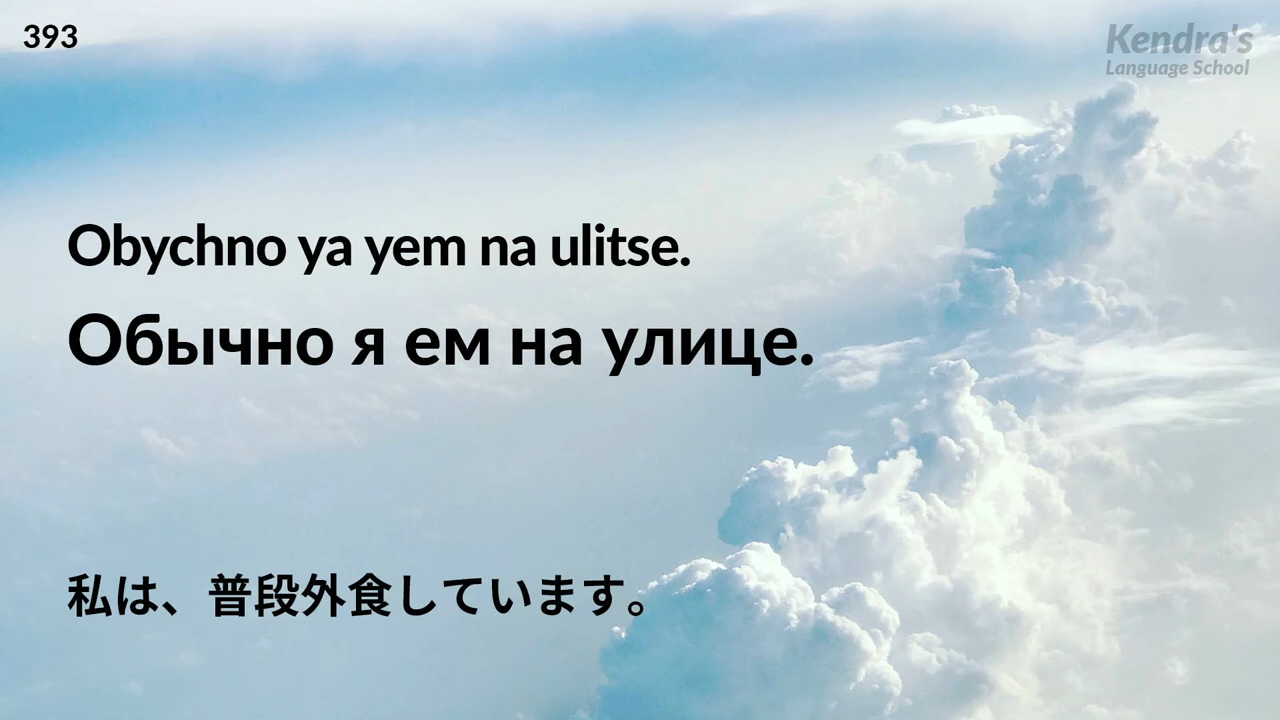 393
Kendra's
Language School
Obychno ya yem na ulitse.
Обычно я ем на улице.
私は、普段外食しています。